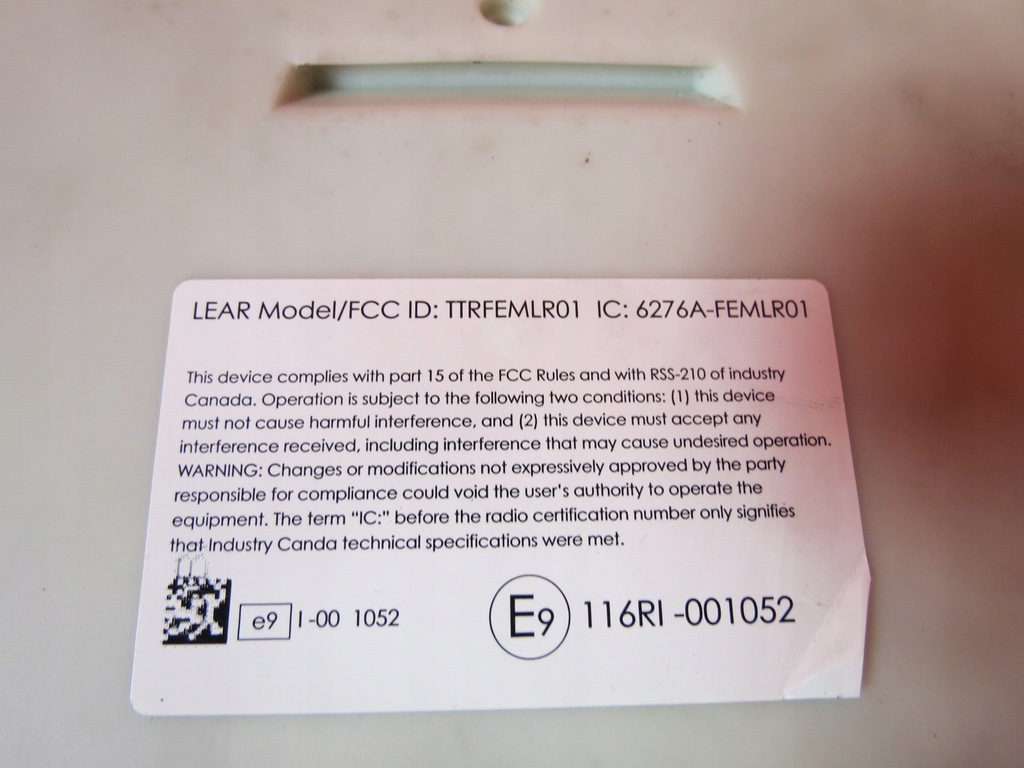 LEAR Model/FCC ID: TTRFEMLR01 IC: 6276A-FEMLR01
This device complies with part 15 of the FCC Rules and with RSS-210 of industry
Canada. Operation is subject to the following two conditions: (1) this device
must not cause harmful interference, and (2) this device must accept any
interference received, including interference that may cause undesired operation.
WARNING: Changes or modifications not expressively approved by the party
responsible for compliance could void the user's authority to operate the
equipment. The term "IC:" before the radio certification number only signifies
that Industry Canda technical specifications were met.
e9 I-00 1052 E9 116RI -001052